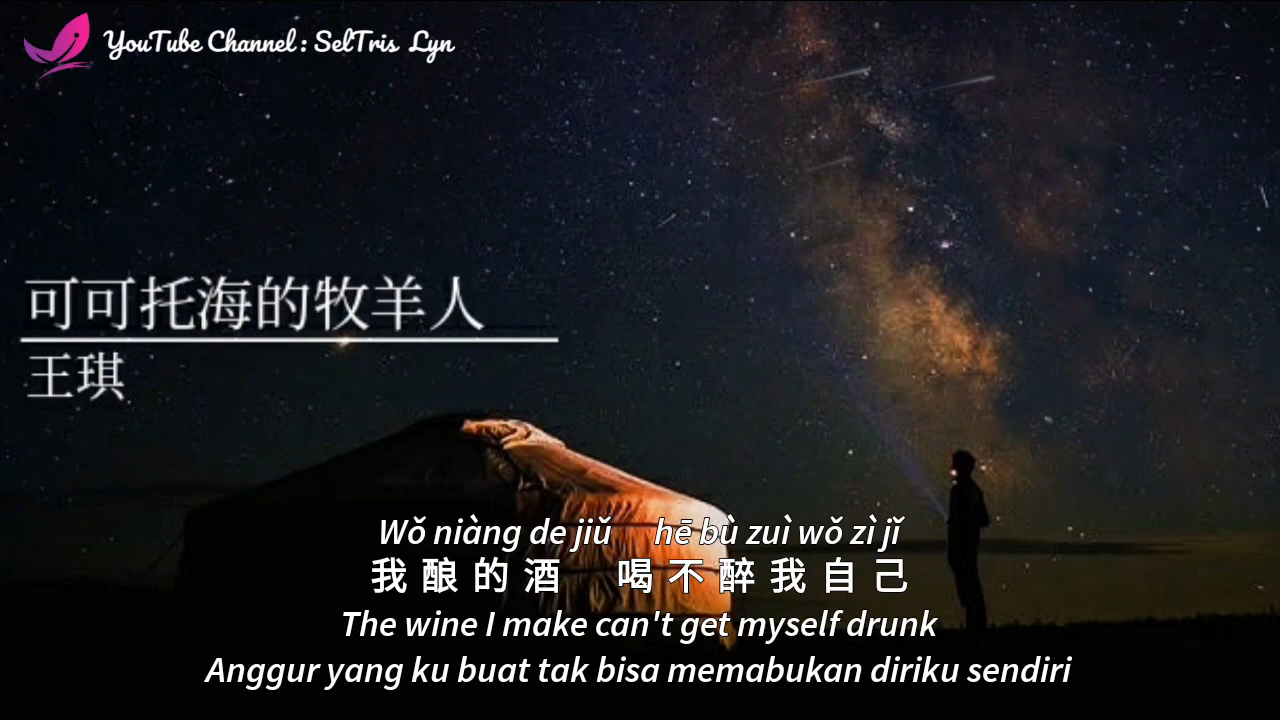 YouTube Channel : SelTris Lyn
可可托海的牧羊人
王琪
Wǒ niàng de jiǔ hē bù zuì wǒ zì jǐ
我酿的酒 喝不醉我自己
The wine I make can't get myself drunk
Anggur yang ku buat tak bisa memabukan diriku sendiri